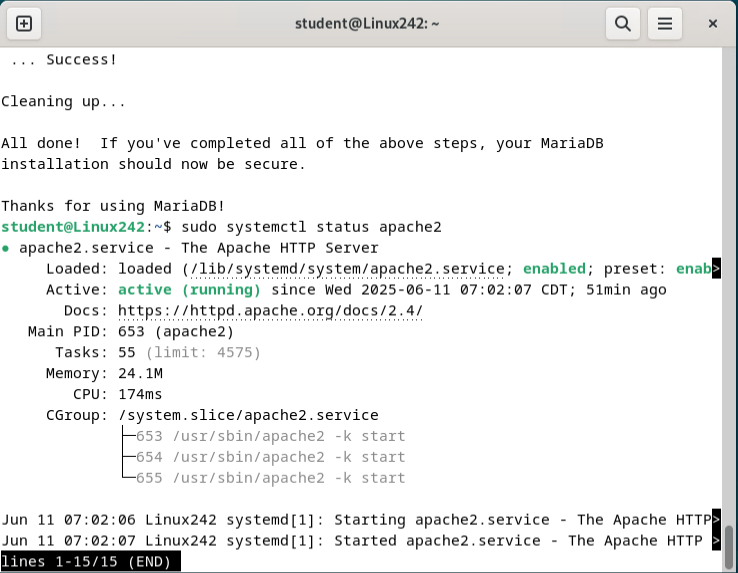 student@Linux242: ~
... Success!
Cleaning up...
All done!  If you've completed all of the above steps, your MariaDB
installation should now be secure.
Thanks for using MariaDB!
student@Linux242:~$ sudo systemctl status apache2
● apache2.service - The Apache HTTP Server
     Loaded: loaded (/lib/systemd/system/apache2.service; enabled; preset: enab>
     Active: active (running) since Wed 2025-06-11 07:02:07 CDT; 51min ago
       Docs: https://httpd.apache.org/docs/2.4/
   Main PID: 653 (apache2)
      Tasks: 55 (limit: 4575)
     Memory: 24.1M
        CPU: 174ms
     CGroup: /system.slice/apache2.service
             ├─653 /usr/sbin/apache2 -k start
             ├─654 /usr/sbin/apache2 -k start
             └─655 /usr/sbin/apache2 -k start
Jun 11 07:02:06 Linux242 systemd[1]: Starting apache2.service - The Apache HTTP>
Jun 11 07:02:07 Linux242 systemd[1]: Started apache2.service - The Apache HTTP >
lines 1-15/15 (END)